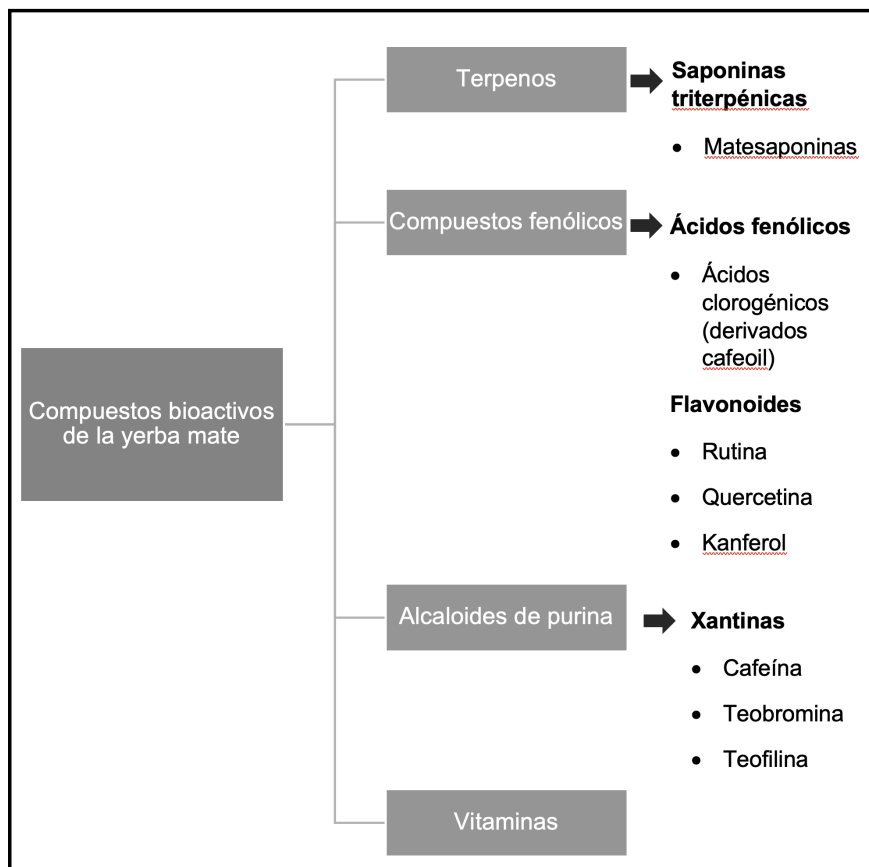 Terpenos
Saponinas
triterpénicas
• Matesaponinas
Compuestos fenólicos
Ácidos fenólicos
• Ácidos
clorogénicos
(derivados
cafeoil)
Compuestos bioactivos
de la yerba mate
Flavonoides
• Rutina
• Quercetina
• Kanferol
Alcaloides de purina
Xantinas
• Cafeína
• Teobromina
• Teofilina
Vitaminas